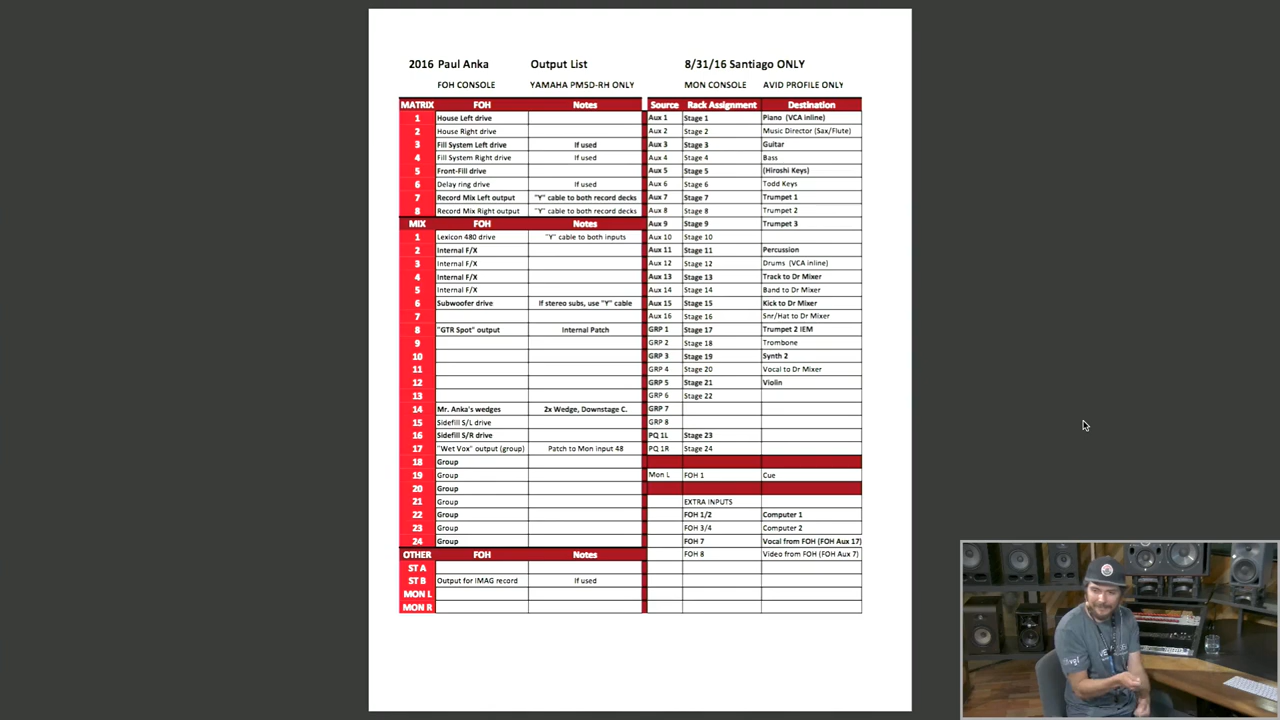 2016 Paul Anka Output List 8/31/16 Santiago ONLY
FOH CONSOLE YAMAHA PM5D-RH ONLY MON CONSOLE AVID PROFILE ONLY
MATRIX FOH Notes Source Rack Assignment Destination
1 House Left drive Aux 1 Stage 1 Piano (VCA inline)
2 House Right drive Aux 2 Stage 2 Music Director (Sax/Flute)
3 Fill System Left drive If used Aux 3 Stage 3 Guitar
4 Fill System Right drive If used Aux 4 Stage 4 Bass
5 Front-Fill drive Aux 5 Stage 5 (Hiroshi Keys)
6 Delay ring drive If used Aux 6 Stage 6 Todd Keys
7 Record Mix Left output "Y" cable to both record decks Aux 7 Stage 7 Trumpet 1
8 Record Mix Right output "Y" cable to both record decks Aux 8 Stage 8 Trumpet 2
MIX FOH Notes Aux 9 Stage 9 Trumpet 3
1 Lexicon 480 drive "Y" cable to both inputs Aux 10 Stage 10
2 Internal F/X Aux 11 Stage 11 Percussion
3 Internal F/X Aux 12 Stage 12 Drums (VCA inline)
4 Internal F/X Aux 13 Stage 13 Track to Dr Mixer
5 Internal F/X Aux 14 Stage 14 Band to Dr Mixer
6 Subwoofer drive If stereo subs, use "Y" cable Aux 15 Stage 15 Kick to Dr Mixer
7 Aux 16 Stage 16 Snr/Hat to Dr Mixer
8 "GTR Spot" output Internal Patch GRP 1 Stage 17 Trumpet 2 IEM
9 GRP 2 Stage 18 Trombone
10 GRP 3 Stage 19 Synth 2
11 GRP 4 Stage 20 Vocal to Dr Mixer
12 GRP 5 Stage 21 Violin
13 GRP 6 Stage 22
14 Mr. Anka's wedges 2x Wedge, Downstage C. GRP 7
15 Sidefill S/L drive GRP 8
16 Sidefill S/R drive PQ 1L Stage 23
17 "Wet Vox" output (group) Patch to Mon input 48 PQ 1R Stage 24
18 Group
19 Group Mon L FOH 1 Cue
20 Group
21 Group EXTRA INPUTS
22 Group FOH 1/2 Computer 1
23 Group FOH 3/4 Computer 2
24 Group FOH 7 Vocal from FOH (FOH Aux 17)
OTHER FOH Notes FOH 8 Video from FOH (FOH Aux 7)
ST A
ST B Output for IMAG record If used
MON L
MON R